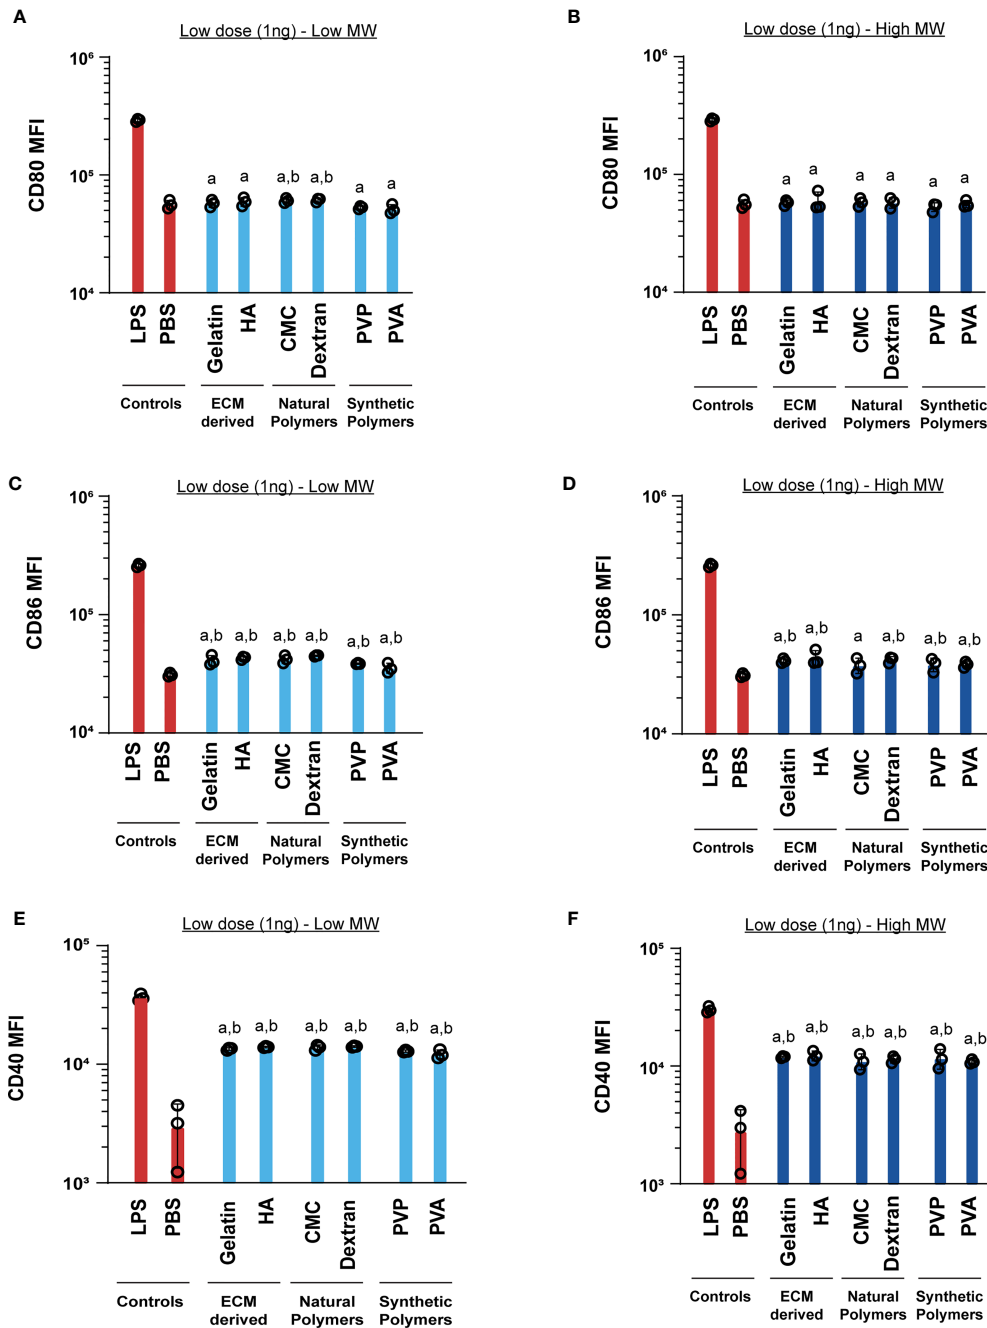 A
Low dose (1ng) - Low MW
CD80 MFI
10⁶
10⁵
10⁴
a
a
a,b
a,b
a
a
LPS
PBS
Gelatin
HA
CMC
Dextran
PVP
PVA
Controls
ECM
derived
Natural
Polymers
Synthetic
Polymers
B
Low dose (1ng) - High MW
CD80 MFI
10⁶
10⁵
10⁴
a
a
a
a
a
a
LPS
PBS
Gelatin
HA
CMC
Dextran
PVP
PVA
Controls
ECM
derived
Natural
Polymers
Synthetic
Polymers
C
Low dose (1ng) - Low MW
CD86 MFI
10⁶
10⁵
10⁴
a,b
a,b
a,b
a,b
a,b
a,b
LPS
PBS
Gelatin
HA
CMC
Dextran
PVP
PVA
Controls
ECM
derived
Natural
Polymers
Synthetic
Polymers
D
Low dose (1ng) - High MW
CD86 MFI
10⁶
10⁵
10⁴
a,b
a,b
a
a,b
a,b
a,b
LPS
PBS
Gelatin
HA
CMC
Dextran
PVP
PVA
Controls
ECM
derived
Natural
Polymers
Synthetic
Polymers
E
Low dose (1ng) - Low MW
CD40 MFI
10⁵
10⁴
10³
a,b
a,b
a,b
a,b
a,b
a,b
LPS
PBS
Gelatin
HA
CMC
Dextran
PVP
PVA
Controls
ECM
derived
Natural
Polymers
Synthetic
Polymers
F
Low dose (1ng) - High MW
CD40 MFI
10⁵
10⁴
10³
a,b
a,b
a,b
a,b
a,b
a,b
LPS
PBS
Gelatin
HA
CMC
Dextran
PVP
PVA
Controls
ECM
derived
Natural
Polymers
Synthetic
Polymers